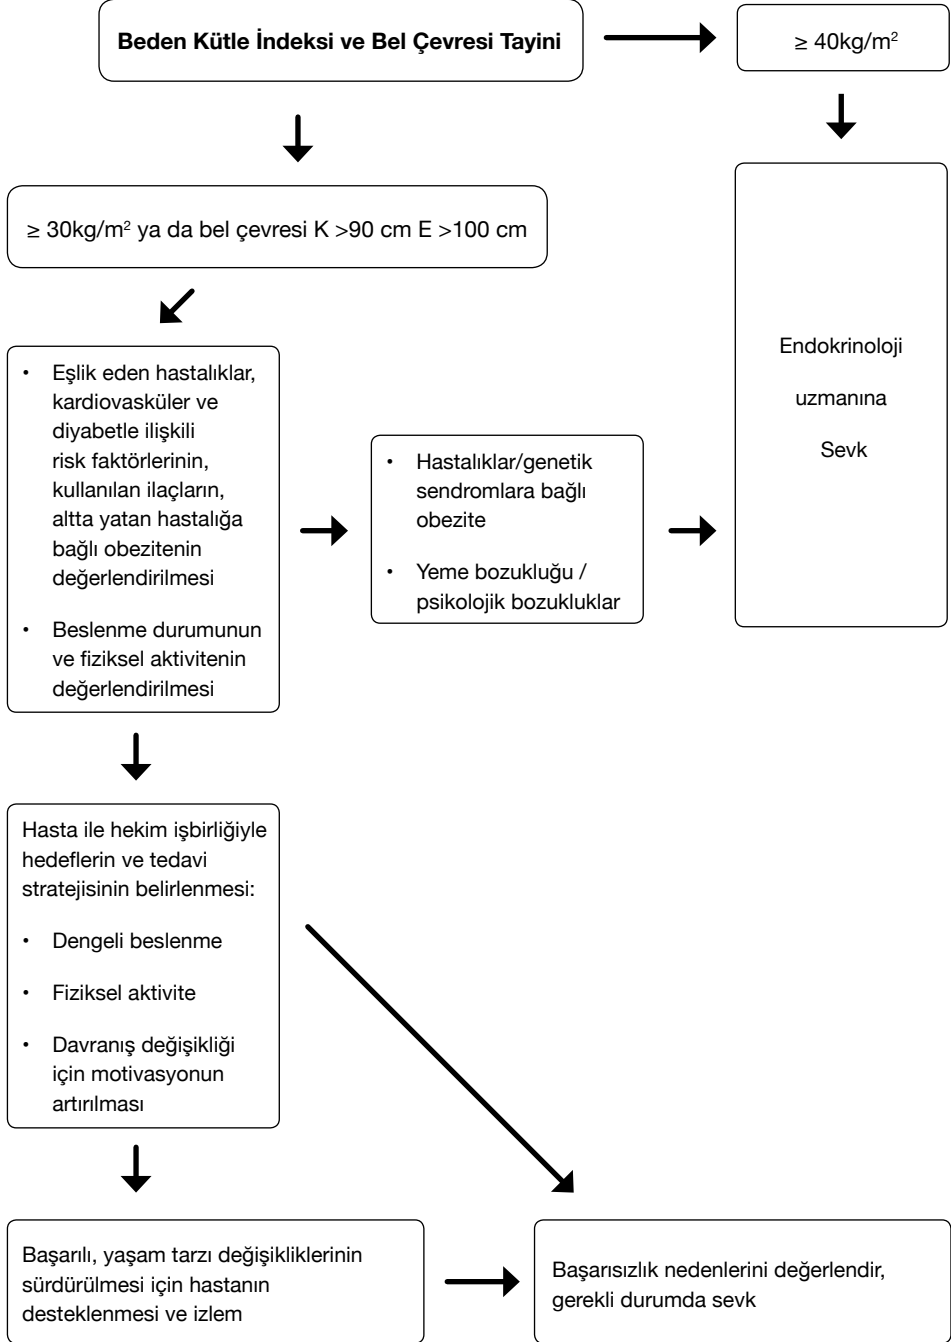 Beden Kütle İndeksi ve Bel Çevresi Tayini
≥ 40kg/m²
≥ 30kg/m² ya da bel çevresi K >90 cm E >100 cm
• Eşlik eden hastalıklar,
kardiovasküler ve
diyabetle ilişkili
risk faktörlerinin,
kullanılan ilaçların,
altta yatan hastalığa
bağlı obezitenin
değerlendirilmesi
• Beslenme durumunun
ve fiziksel aktivitenin
değerlendirilmesi
• Hastalıklar/genetik
sendromlara bağlı
obezite
• Yeme bozukluğu /
psikolojik bozukluklar
Endokrinoloji
uzmanına
Sevk
Hasta ile hekim işbirliğiyle
hedeflerin ve tedavi
stratejisinin belirlenmesi:
• Dengeli beslenme
• Fiziksel aktivite
• Davranış değişikliği
için motivasyonun
artırılması
Başarılı, yaşam tarzı değişikliklerinin
sürdürülmesi için hastanın
desteklenmesi ve izlem
Başarısızlık nedenlerini değerlendir,
gerekli durumda sevk